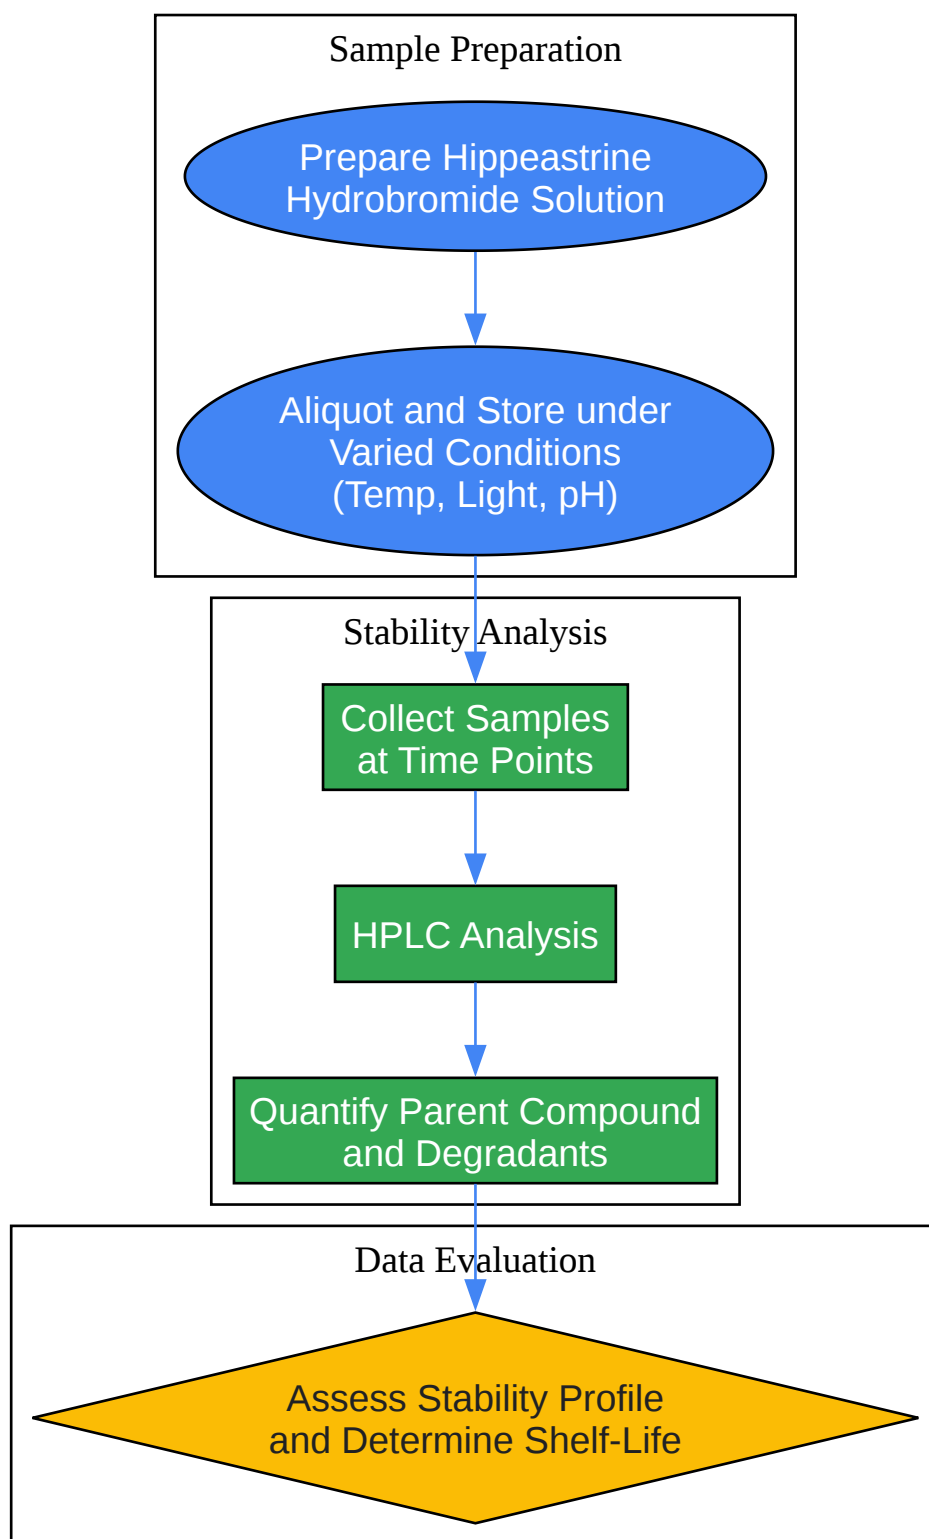 Sample Preparation
Prepare Hippeastrine
Hydrobromide Solution
Aliquot and Store under
Varied Conditions
(Temp, Light, pH)
Stability Analysis
Collect Samples
at Time Points
HPLC Analysis
Quantify Parent Compound
and Degradants
Data Evaluation
Assess Stability Profile
and Determine Shelf-Life